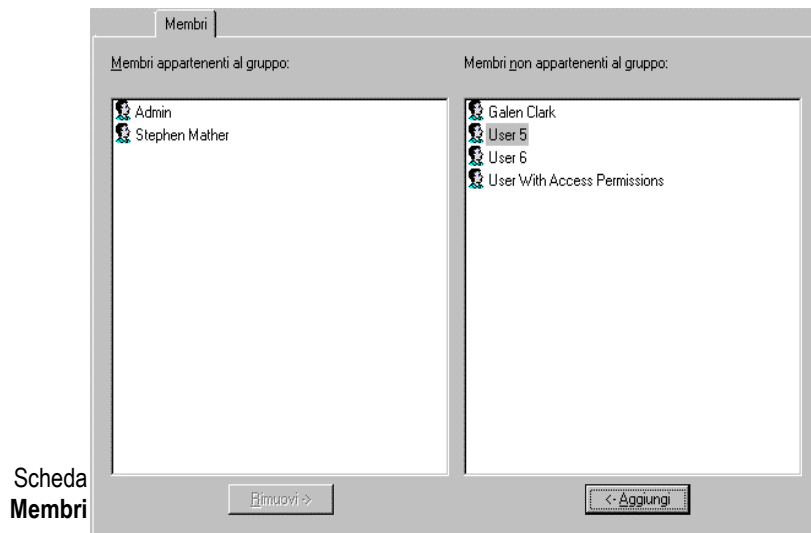 Membri
Membri appartenenti al gruppo:
Membri non appartenenti al gruppo:
Admin
Stephen Mather
Galen Clark
User 5
User 6
User With Access Permissions
Rimuovi ->
<- Aggiungi
Scheda
Membri